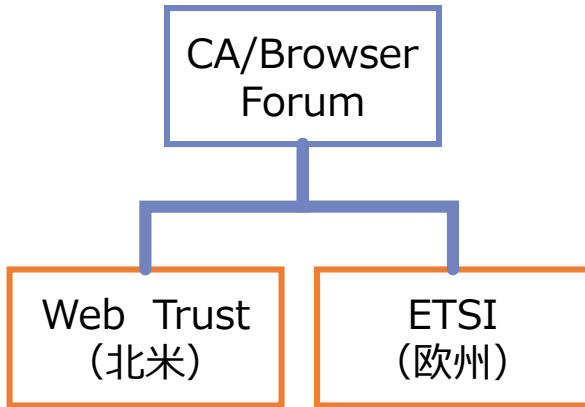 CA/Browser
Forum
Web Trust
（北米）
ETSI
（欧州）